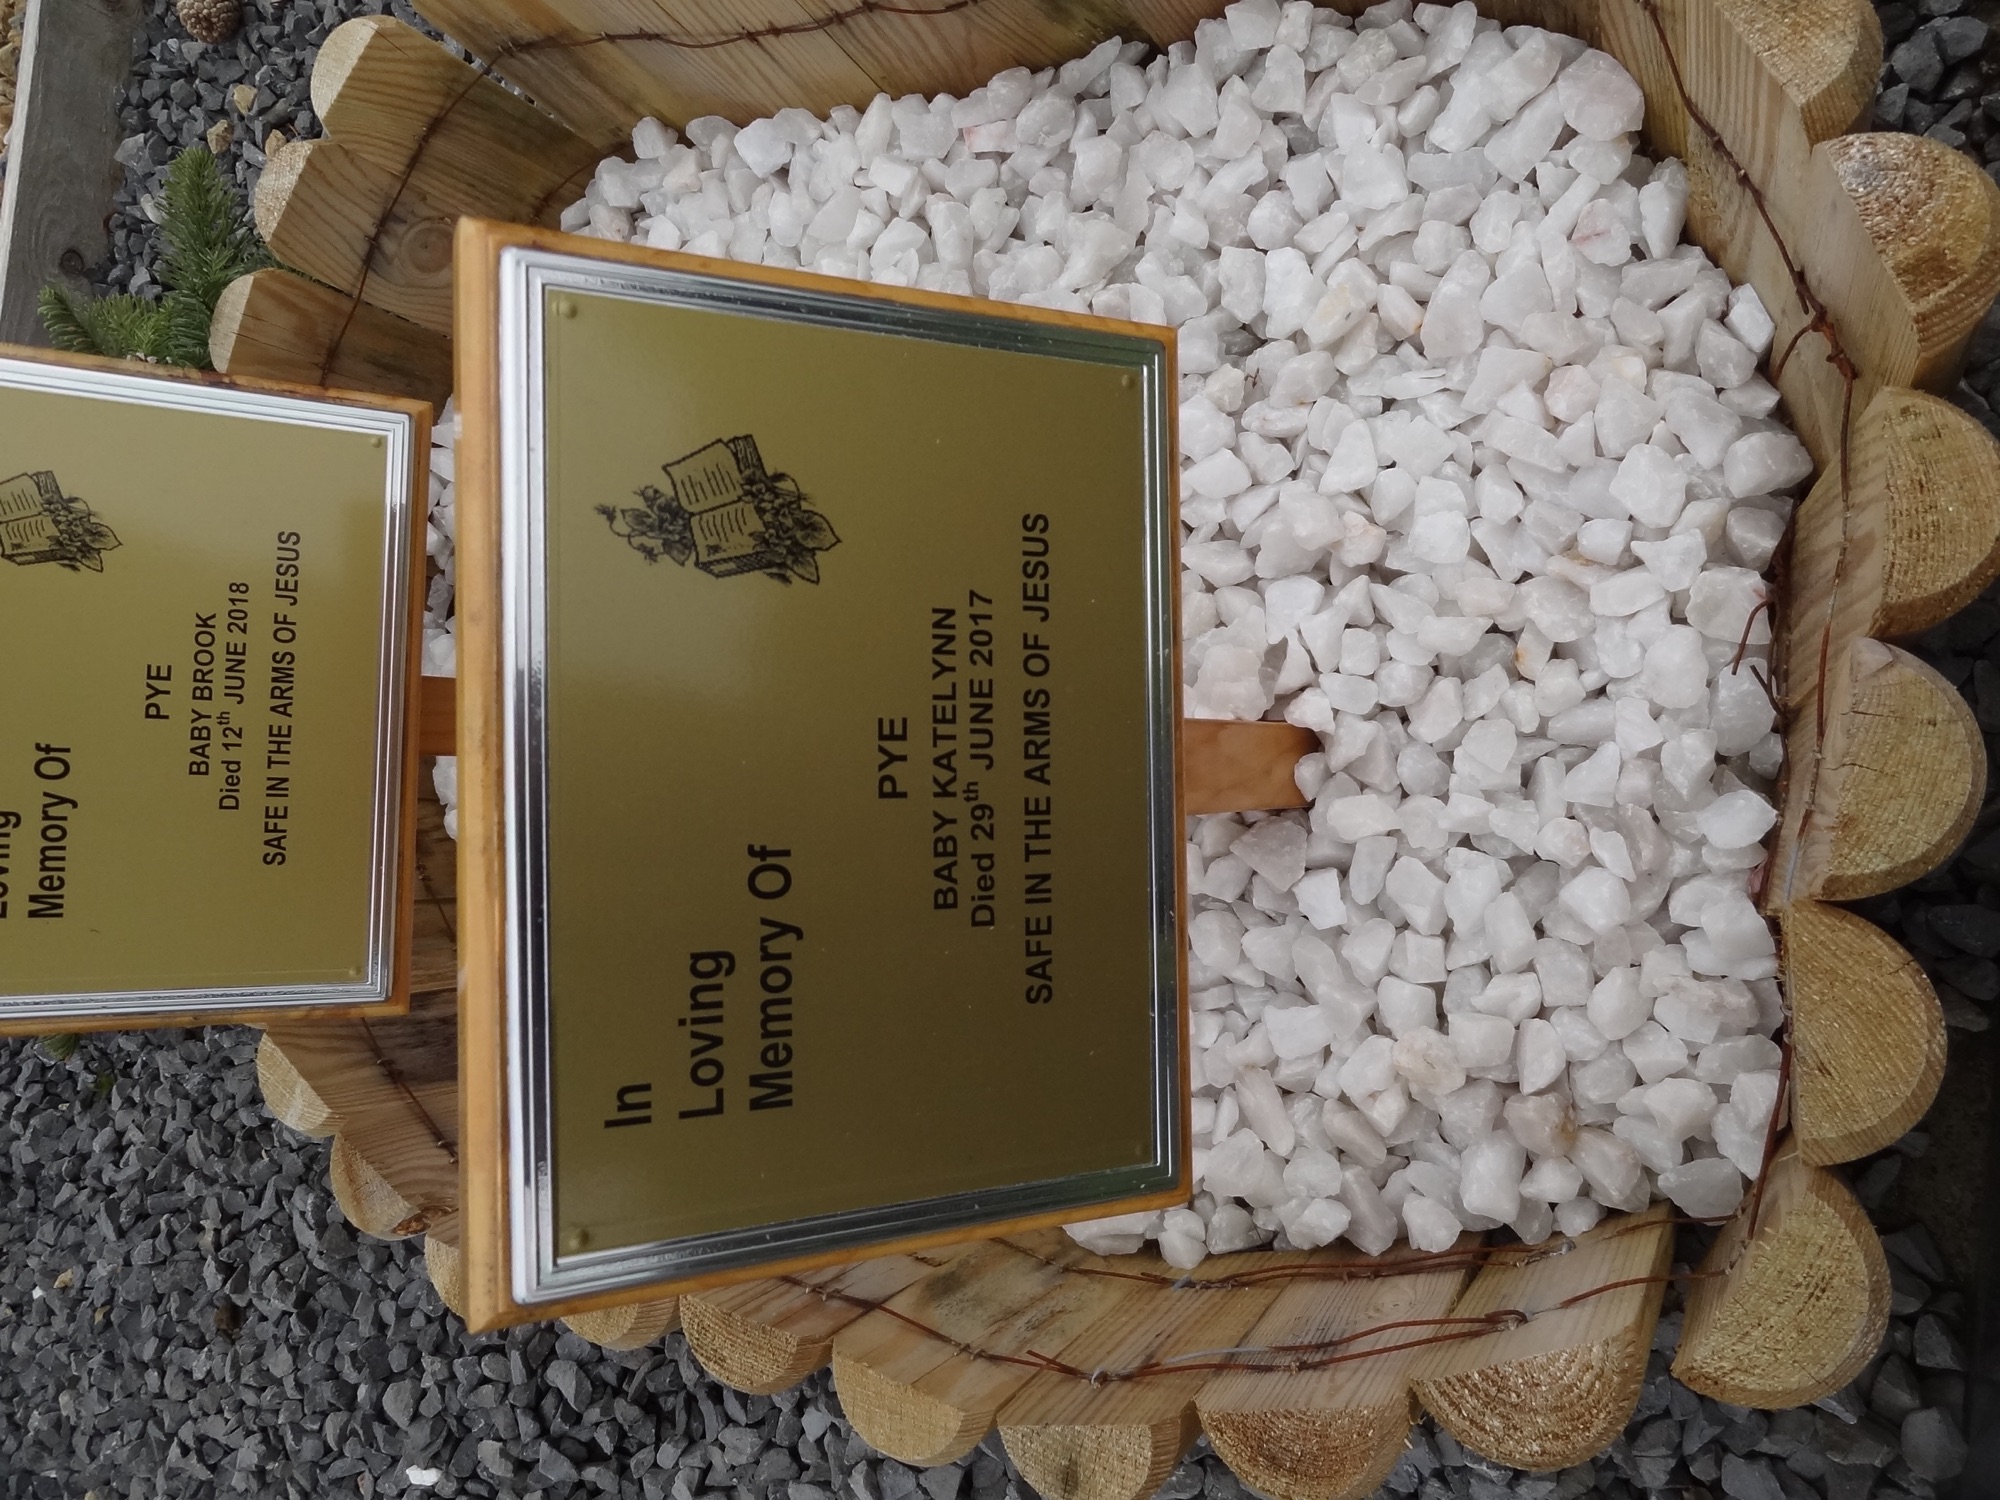 In
Loving
Memory Of
PYE
BABY KATELYNN
Died 29th JUNE 2017
SAFE IN THE ARMS OF JESUS
Loving
Memory Of
PYE
BABY BROOK
Died 12th JUNE 2018
SAFE IN THE ARMS OF JESUS